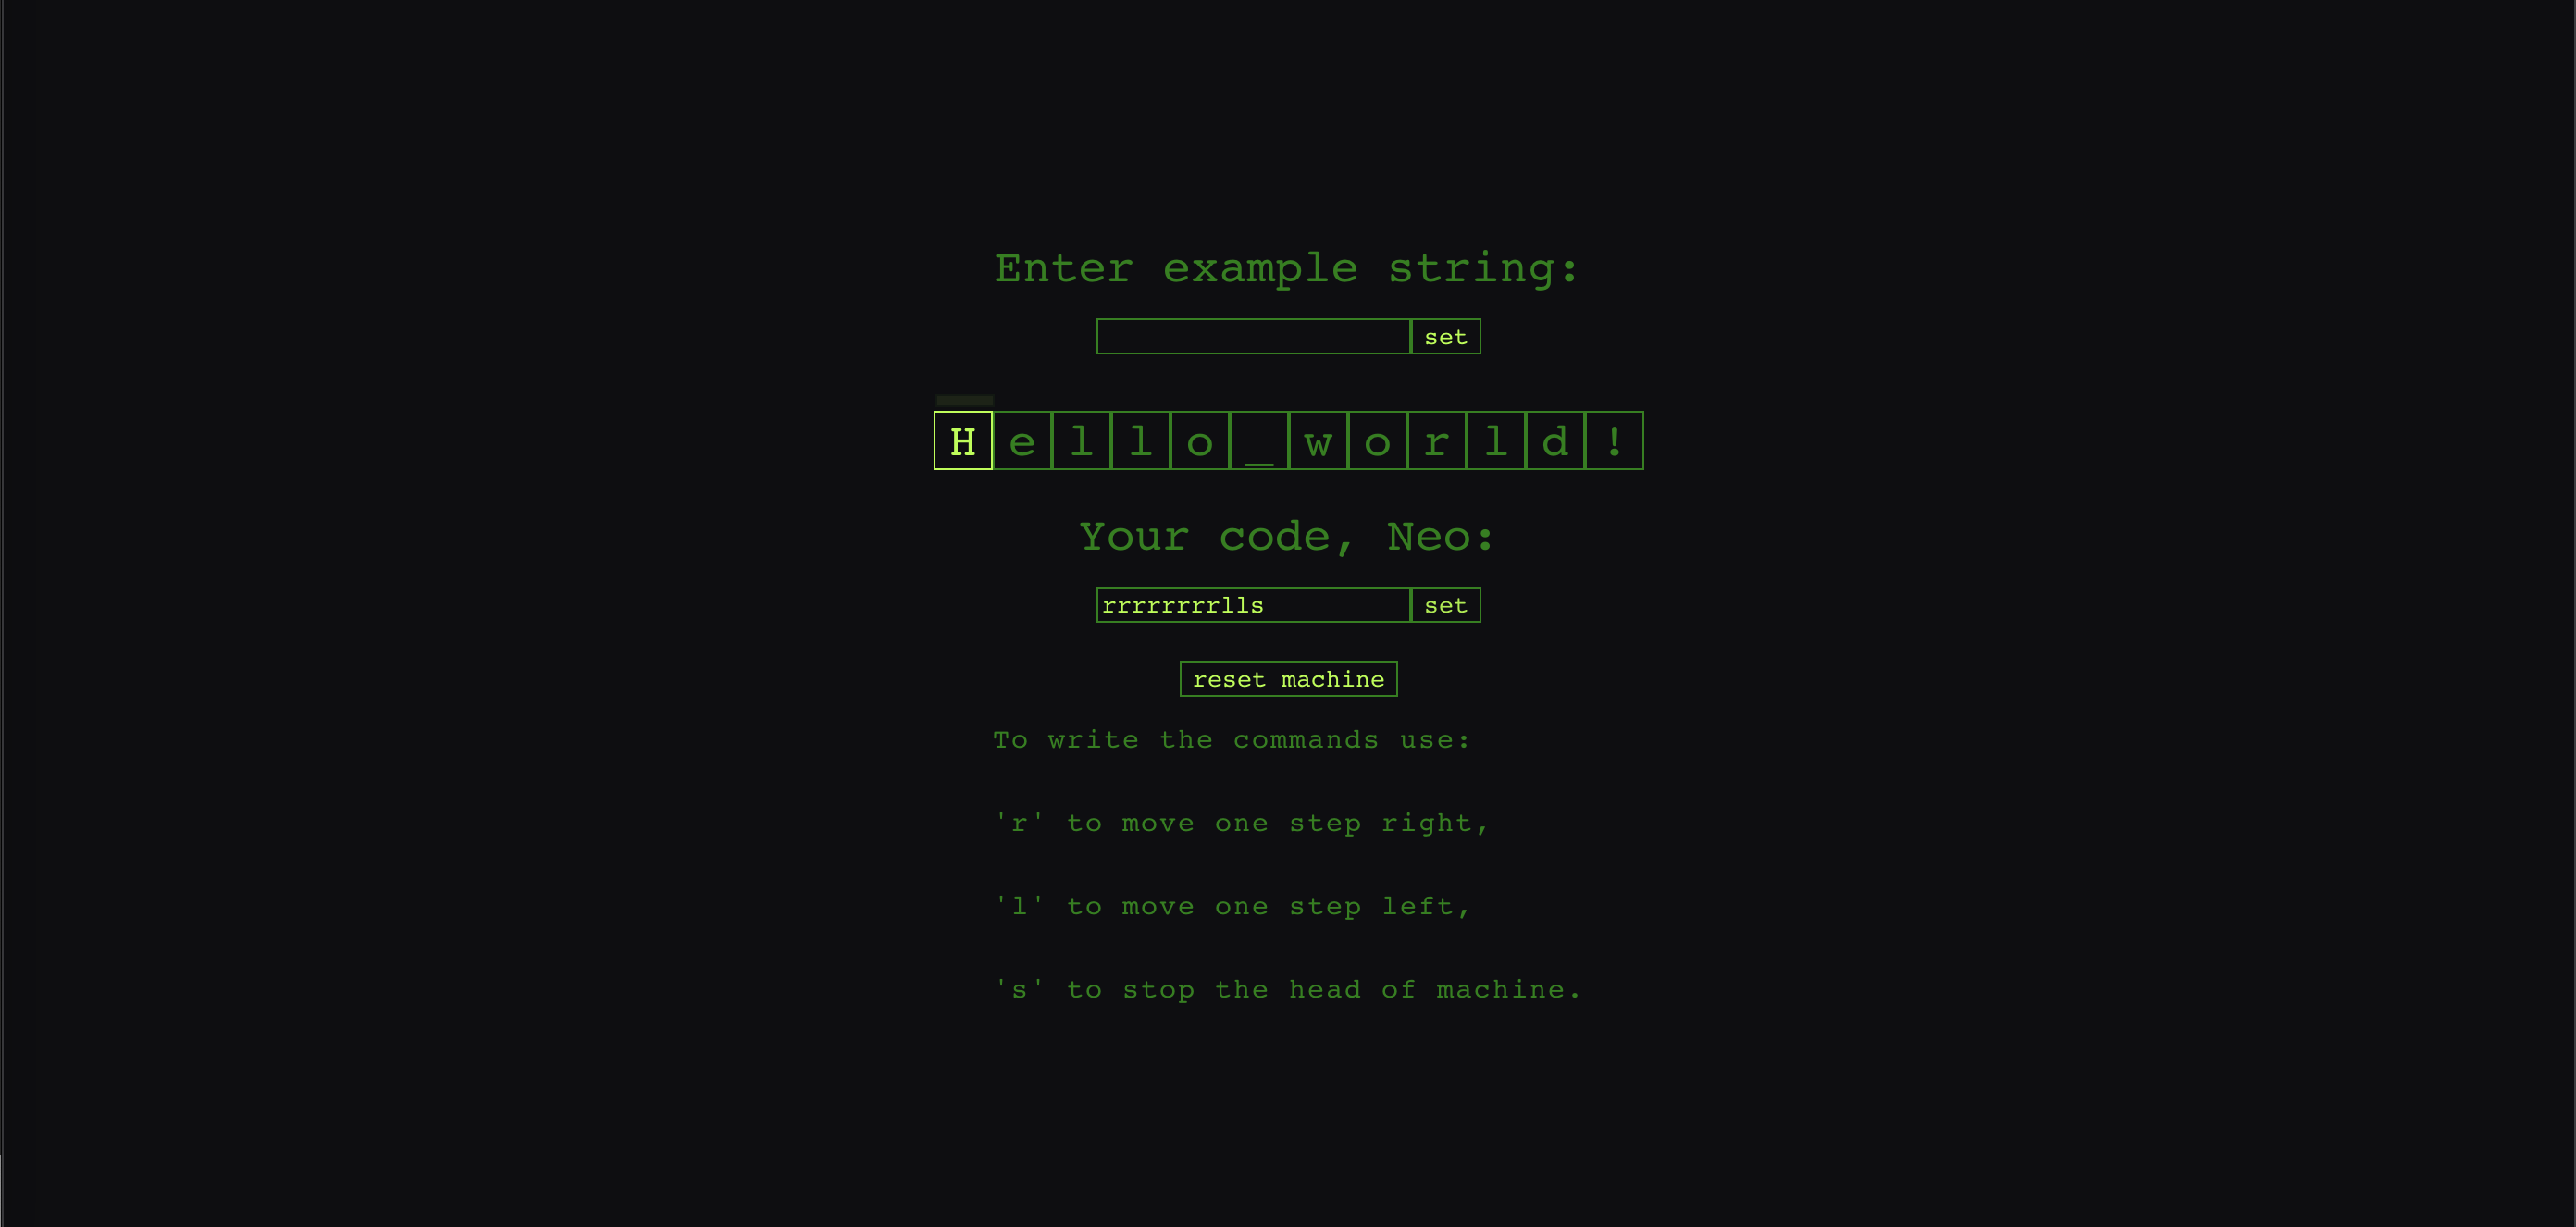 Enter example string:
set
Hello_world!
Your code, Neo:
rrrrrrrrlls set
reset machine
To write the commands use:
'r' to move one step right,
'l' to move one step left,
's' to stop the head of machine.